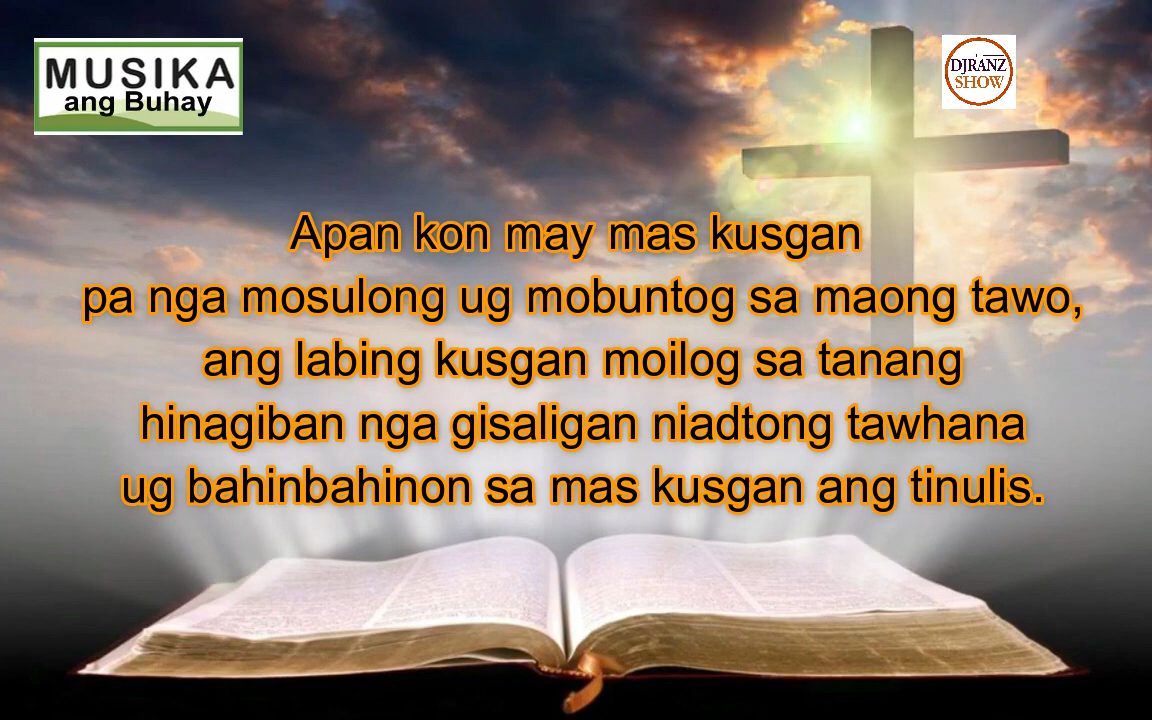 MUSIKA
ang Buhay
DJRANZ
SHOW
Apan kon may mas kusgan
pa nga mosulong ug mobuntog sa maong tawo,
ang labing kusgan moilog sa tanang
hinagiban nga gisaligan niadtong tawhana
ug bahinbahinon sa mas kusgan ang tinulis.